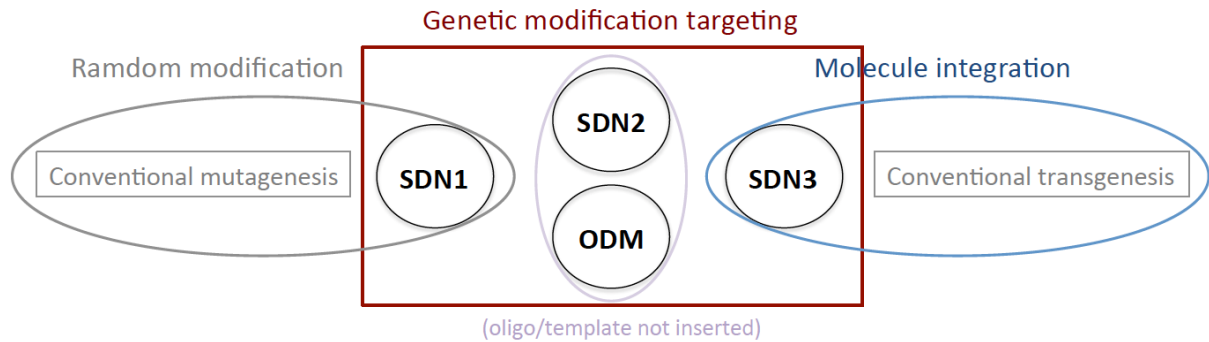 Genetic modification targeting
Ramdom modification
Molecule integration
SDN2
Conventional mutagenesis
SDN1
SDN3
Conventional transgenesis
ODM
(oligo/template not inserted)